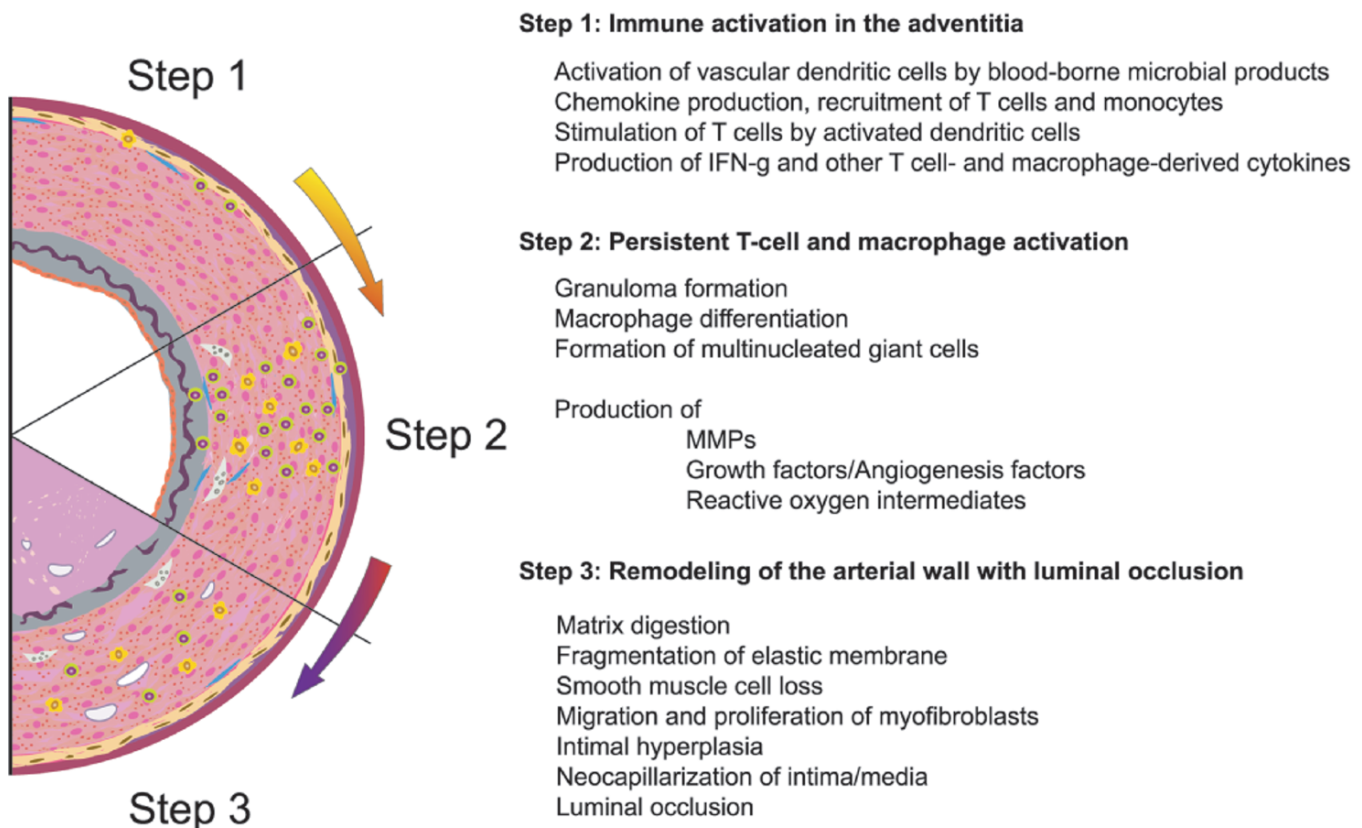 Step 1
Step 2
Step 3
Step 1: Immune activation in the adventitia
Activation of vascular dendritic cells by blood-borne microbial products
Chemokine production, recruitment of T cells and monocytes
Stimulation of T cells by activated dendritic cells
Production of IFN-g and other T cell- and macrophage-derived cytokines
Step 2: Persistent T-cell and macrophage activation
Granuloma formation
Macrophage differentiation
Formation of multinucleated giant cells
Production of
MMPs
Growth factors/Angiogenesis factors
Reactive oxygen intermediates
Step 3: Remodeling of the arterial wall with luminal occlusion
Matrix digestion
Fragmentation of elastic membrane
Smooth muscle cell loss
Migration and proliferation of myofibroblasts
Intimal hyperplasia
Neocapillarization of intima/media
Luminal occlusion